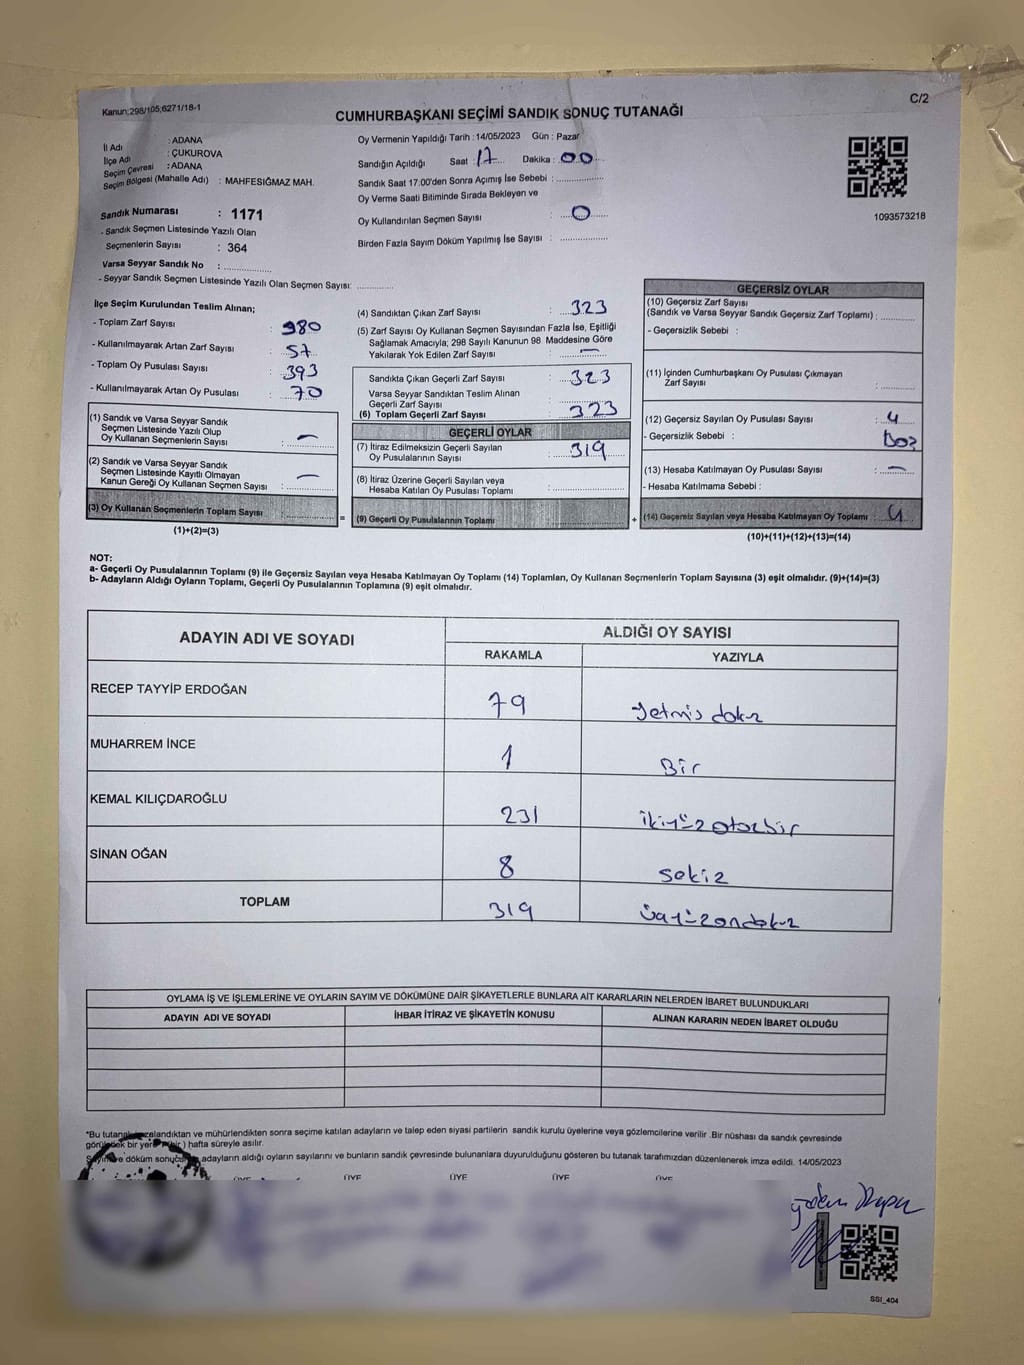 Kanun:298/105,6271/18-1
C/2
CUMHURBAŞKANI SEÇİMİ SANDIK SONUÇ TUTANAĞI
İl Adı : ADANA
İlçe Adı : ÇUKUROVA
Seçim Çevresi : ADANA
Seçim Bölgesi (Mahalle Adı) : MAHFESIĞMAZ MAH.
Sandık Numarası : 1171
- Sandık Seçmen Listesinde Yazılı Olan
Seçmenlerin Sayısı : 364
Varsa Seyyar Sandık No :
- Seyyar Sandık Seçmen Listesinde Yazılı Olan Seçmen Sayısı:
Oy Vermenin Yapıldığı Tarih : 14/05/2023 Gün : Pazar
Sandığın Açıldığı Saat : 17 Dakika : 00
Sandık Saat 17.00'den Sonra Açımış İse Sebebi :
Oy Verme Saati Bitiminde Sırada Bekleyen ve
Oy Kullandırılan Seçmen Sayısı : 0
Birden Fazla Sayım Döküm Yapılmış İse Sayısı :
1093573218
İlçe Seçim Kurulundan Teslim Alınan;
- Toplam Zarf Sayısı : 380
- Kullanılmayarak Artan Zarf Sayısı : 57
- Toplam Oy Pusulası Sayısı : 393
- Kullanılmayarak Artan Oy Pusulası : 70
(1) Sandık ve Varsa Seyyar Sandık
Seçmen Listesinde Yazılı Olup
Oy Kullanan Seçmenlerin Sayısı : -
(2) Sandık ve Varsa Seyyar Sandık
Seçmen Listesinde Kayıtlı Olmayan
Kanun Gereği Oy Kullanan Seçmen Sayısı : -
(3) Oy Kullanan Seçmenlerin Toplam Sayısı :
(1)+(2)=(3)
(4) Sandıktan Çıkan Zarf Sayısı : 323
(5) Zarf Sayısı Oy Kullanan Seçmen Sayısından Fazla İse, Eşitliği
Sağlamak Amacıyla; 298 Sayılı Kanunun 98. Maddesine Göre
Yakılarak Yok Edilen Zarf Sayısı : -
Sandıkta Çıkan Geçerli Zarf Sayısı : 323
Varsa Seyyar Sandıktan Teslim Alınan
Geçerli Zarf Sayısı
(6) Toplam Geçerli Zarf Sayısı 323
GEÇERLİ OYLAR
(7) İtiraz Edilmeksizin Geçerli Sayılan
Oy Pusulalarının Sayısı : 319
(8) İtiraz Üzerine Geçerli Sayılan veya
Hesaba Katılan Oy Pusulası Toplamı :
= (9) Geçerli Oy Pusulalarının Toplamı +
GEÇERSİZ OYLAR
(10) Geçersiz Zarf Sayısı
(Sandık ve Varsa Seyyar Sandık Geçersiz Zarf Toplamı) :
- Geçersizlik Sebebi :
(11) İçinden Cumhurbaşkanı Oy Pusulası Çıkmayan
Zarf Sayısı :
(12) Geçersiz Sayılan Oy Pusulası Sayısı : 4
- Geçersizlik Sebebi : Boş
(13) Hesaba Katılmayan Oy Pusulası Sayısı : -
- Hesaba Katılmama Sebebi :
(14) Geçersiz Sayılan veya Hesaba Katılmayan Oy Toplamı : 4
(10)+(11)+(12)+(13)=(14)
NOT:
a- Geçerli Oy Pusulalarının Toplamı (9) ile Geçersiz Sayılan veya Hesaba Katılmayan Oy Toplamı (14) Toplamları, Oy Kullanan Seçmenlerin Toplam Sayısına (3) eşit olmalıdır. (9)+(14)=(3)
b- Adayların Aldığı Oyların Toplamı, Geçerli Oy Pusulalarının Toplamına (9) eşit olmalıdır.
ADAYIN ADI VE SOYADI
ALDIĞI OY SAYISI
RAKAMLA YAZIYLA
RECEP TAYYİP ERDOĞAN 79 yetmiş dokuz
MUHARREM İNCE 1 Bir
KEMAL KILIÇDAROĞLU 231 ikiyüzotuzbir
SİNAN OĞAN 8 sekiz
TOPLAM 319 üçyüzondokuz
OYLAMA İŞ VE İŞLEMLERİNE VE OYLARIN SAYIM VE DÖKÜMÜNE DAİR ŞİKAYETLERLE BUNLARA AİT KARARLARIN NELERDEN İBARET BULUNDUKLARI
ADAYIN ADI VE SOYADI İHBAR İTİRAZ VE ŞİKAYETİN KONUSU ALINAN KARARIN NEDEN İBARET OLDUĞU
*Bu tutanak imzalandıktan ve mühürlendikten sonra seçime katılan adayların ve talep eden siyasi partilerin sandık kurulu üyelerine veya gözlemcilerine verilir .Bir nüshası da sandık çevresinde
görülecek bir yere 1 (bir) hafta süreyle asılır.
Sayım ve döküm sonucu adayların aldığı oyların sayılarını ve bunların sandık çevresinde bulunanlara duyurulduğunu gösteren bu tutanak tarafımızdan düzenlenerek imza edildi. 14/05/2023
ÜYE ÜYE ÜYE ÜYE ÜYE
SSI_404